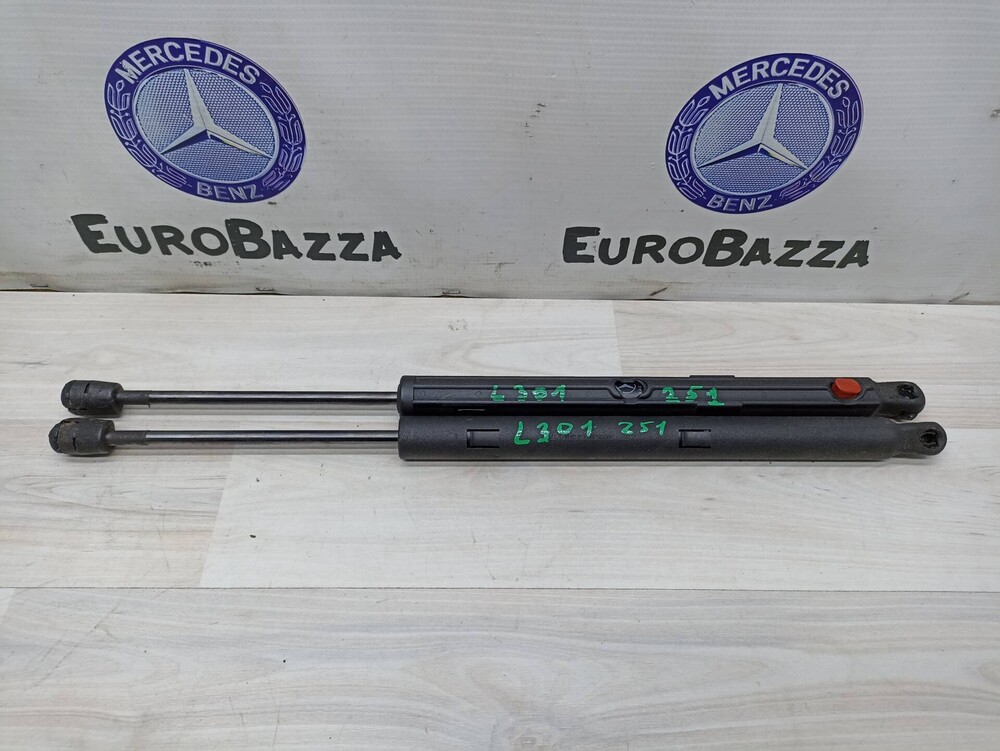 MERCEDES
BENZ
EUROBAZZA
MERCEDES
BENZ
EUROBAZZA
L301 251
L301 251